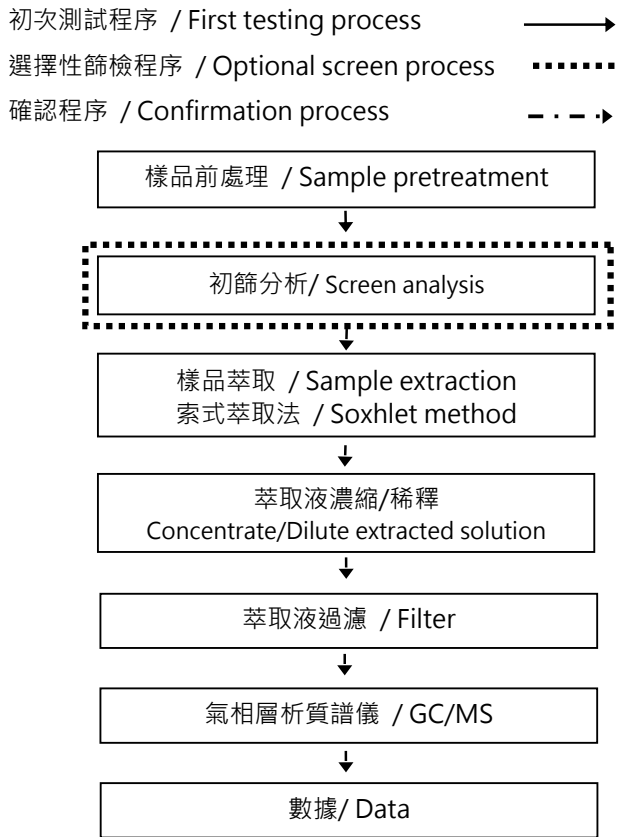 初次測試程序 / First testing process
選擇性篩檢程序 / Optional screen process
確認程序 / Confirmation process
樣品前處理 / Sample pretreatment
初篩分析/ Screen analysis
樣品萃取 / Sample extraction
索式萃取法 / Soxhlet method
萃取液濃縮/稀釋
Concentrate/Dilute extracted solution
萃取液過濾 / Filter
氣相層析質譜儀 / GC/MS
數據/ Data